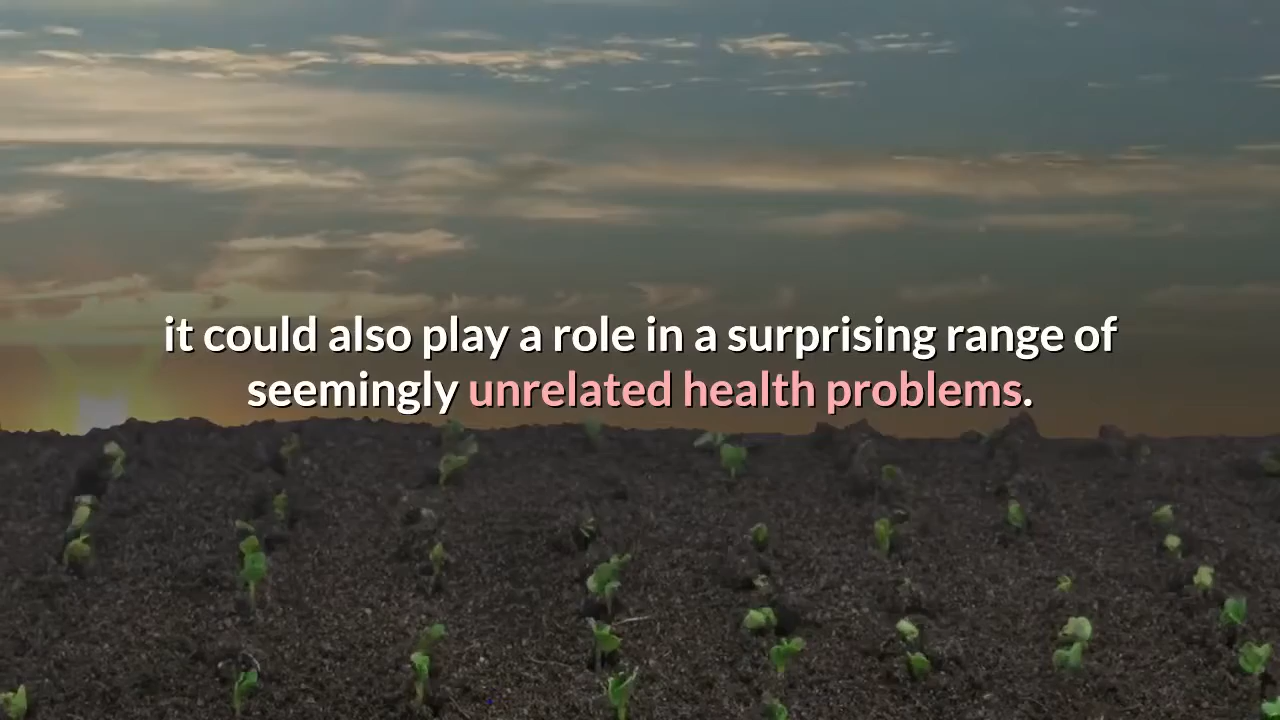 it could also play a role in a surprising range of
seemingly unrelated health problems.